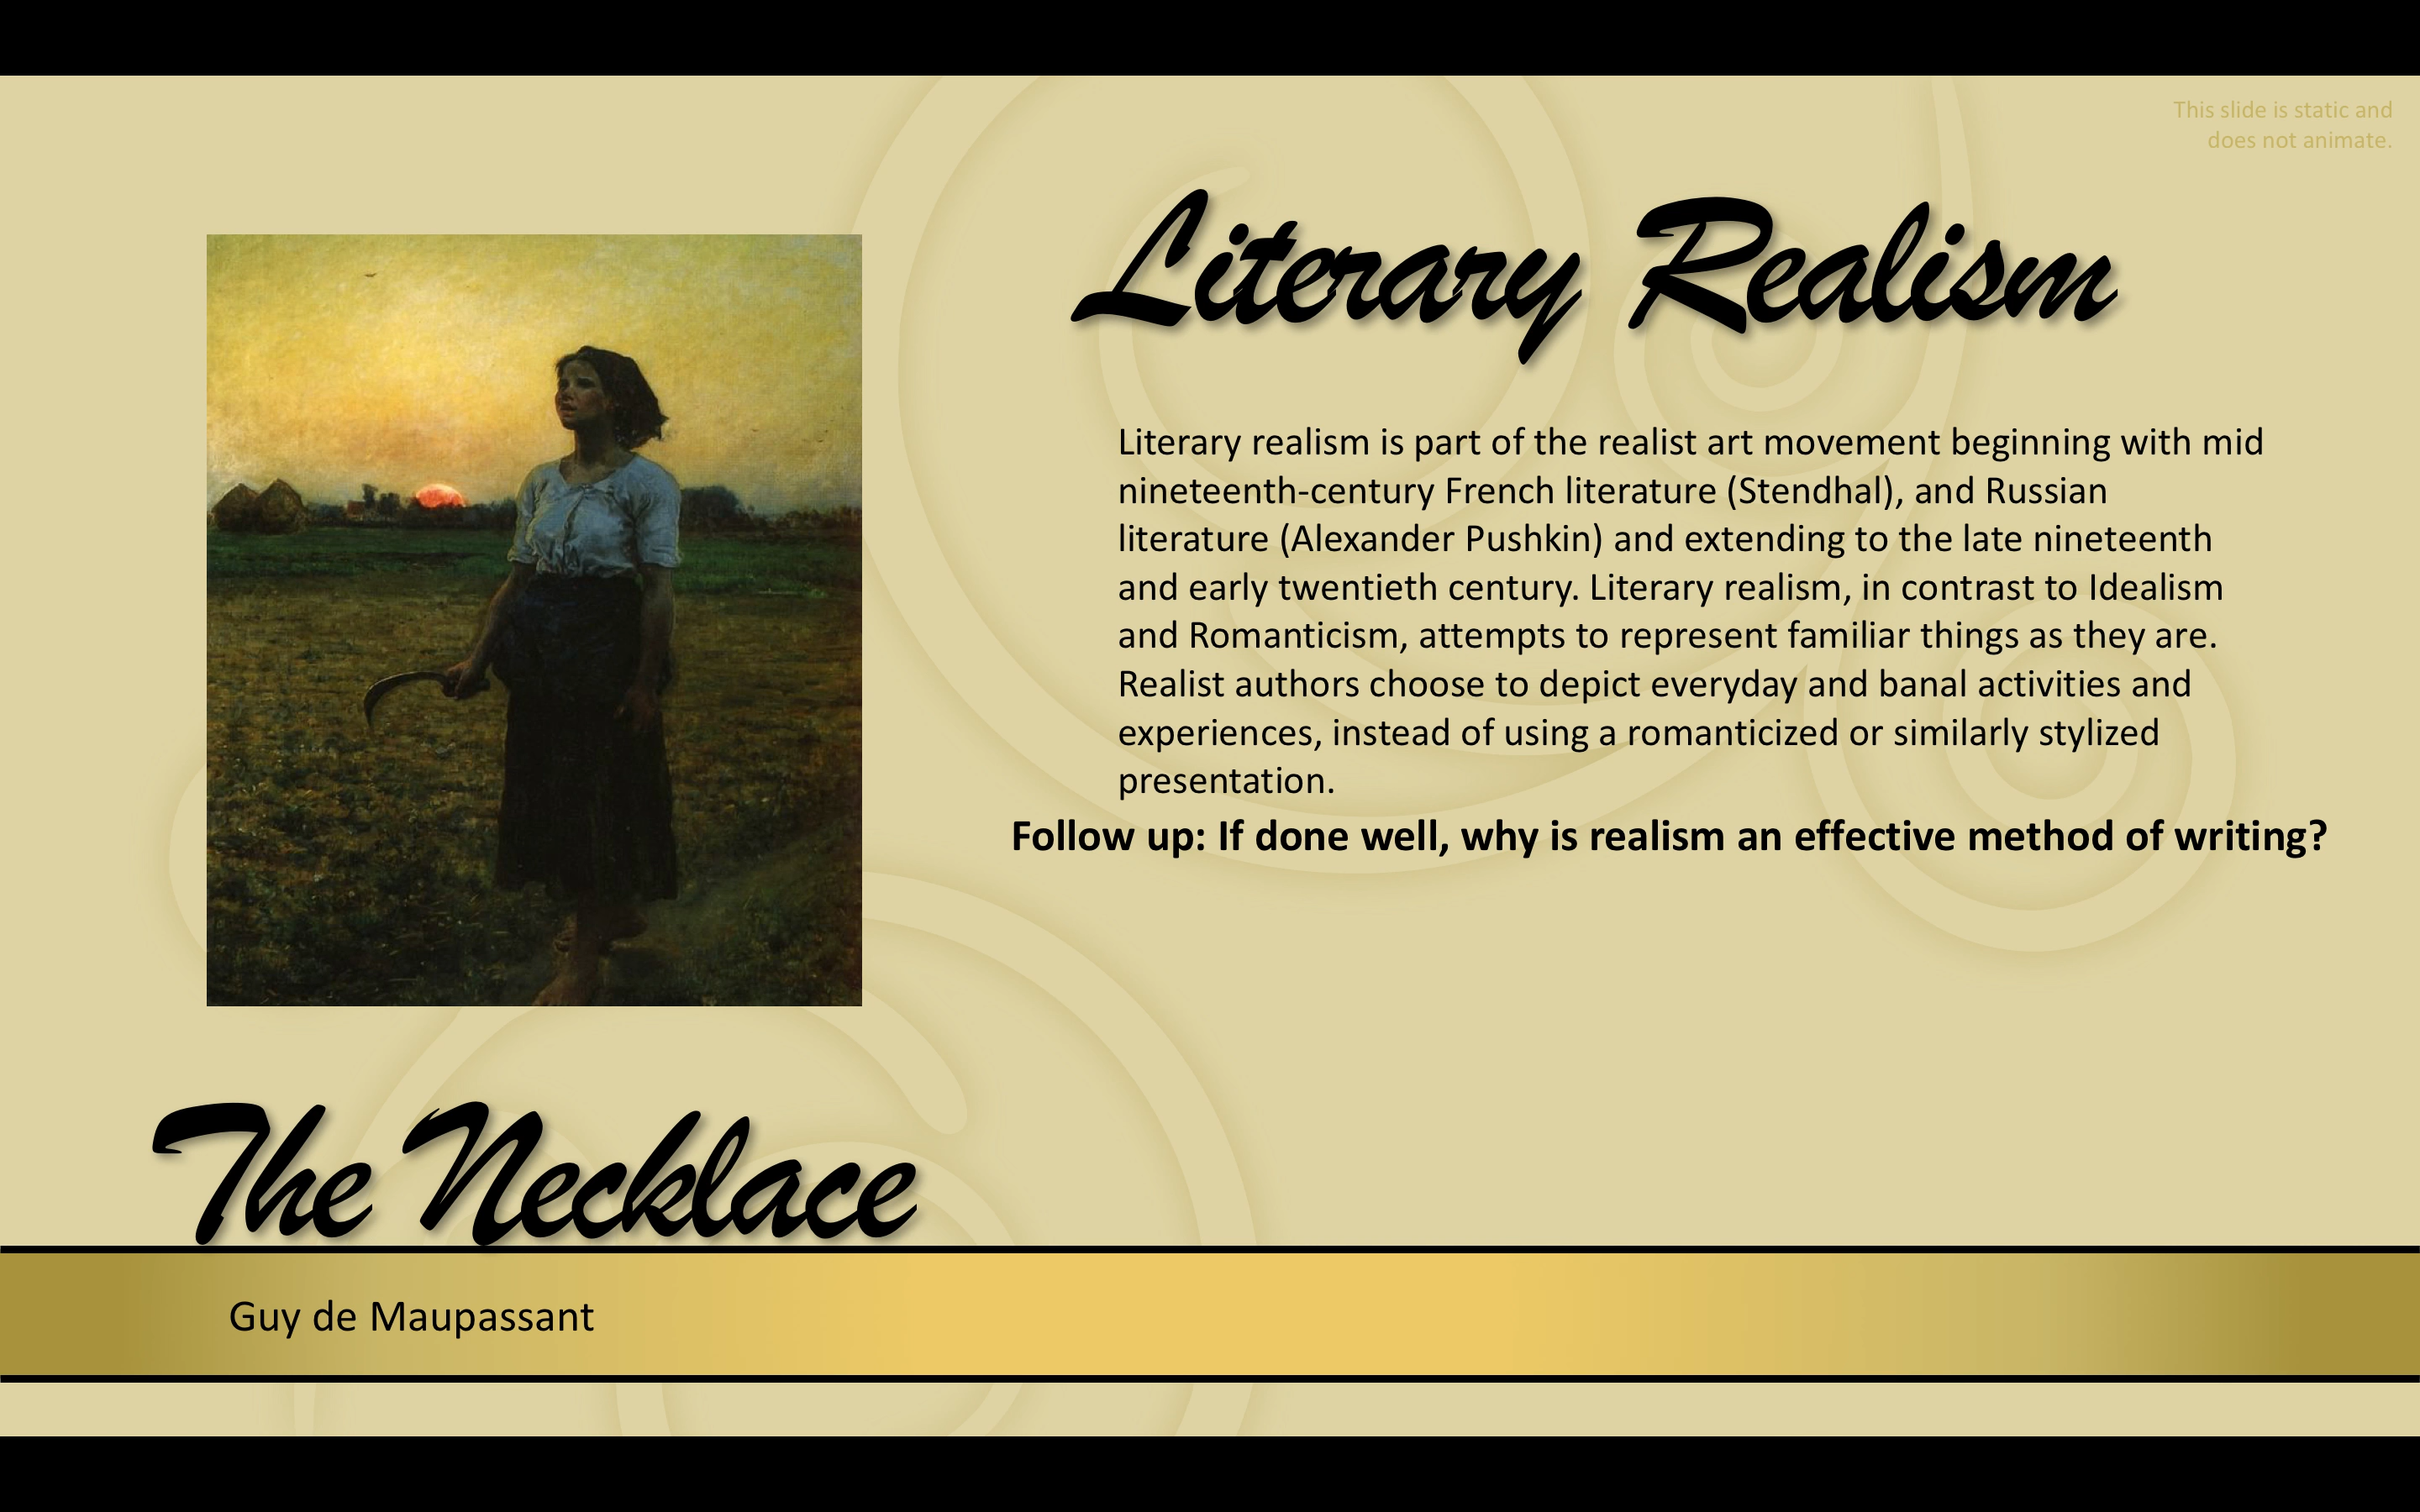 This slide is static and
does not animate.
Literary Realism
Literary realism is part of the realist art movement beginning with mid
nineteenth-century French literature (Stendhal), and Russian
literature (Alexander Pushkin) and extending to the late nineteenth
and early twentieth century. Literary realism, in contrast to Idealism
and Romanticism, attempts to represent familiar things as they are.
Realist authors choose to depict everyday and banal activities and
experiences, instead of using a romanticized or similarly stylized
presentation.
Follow up: If done well, why is realism an effective method of writing?
The Necklace
Guy de Maupassant